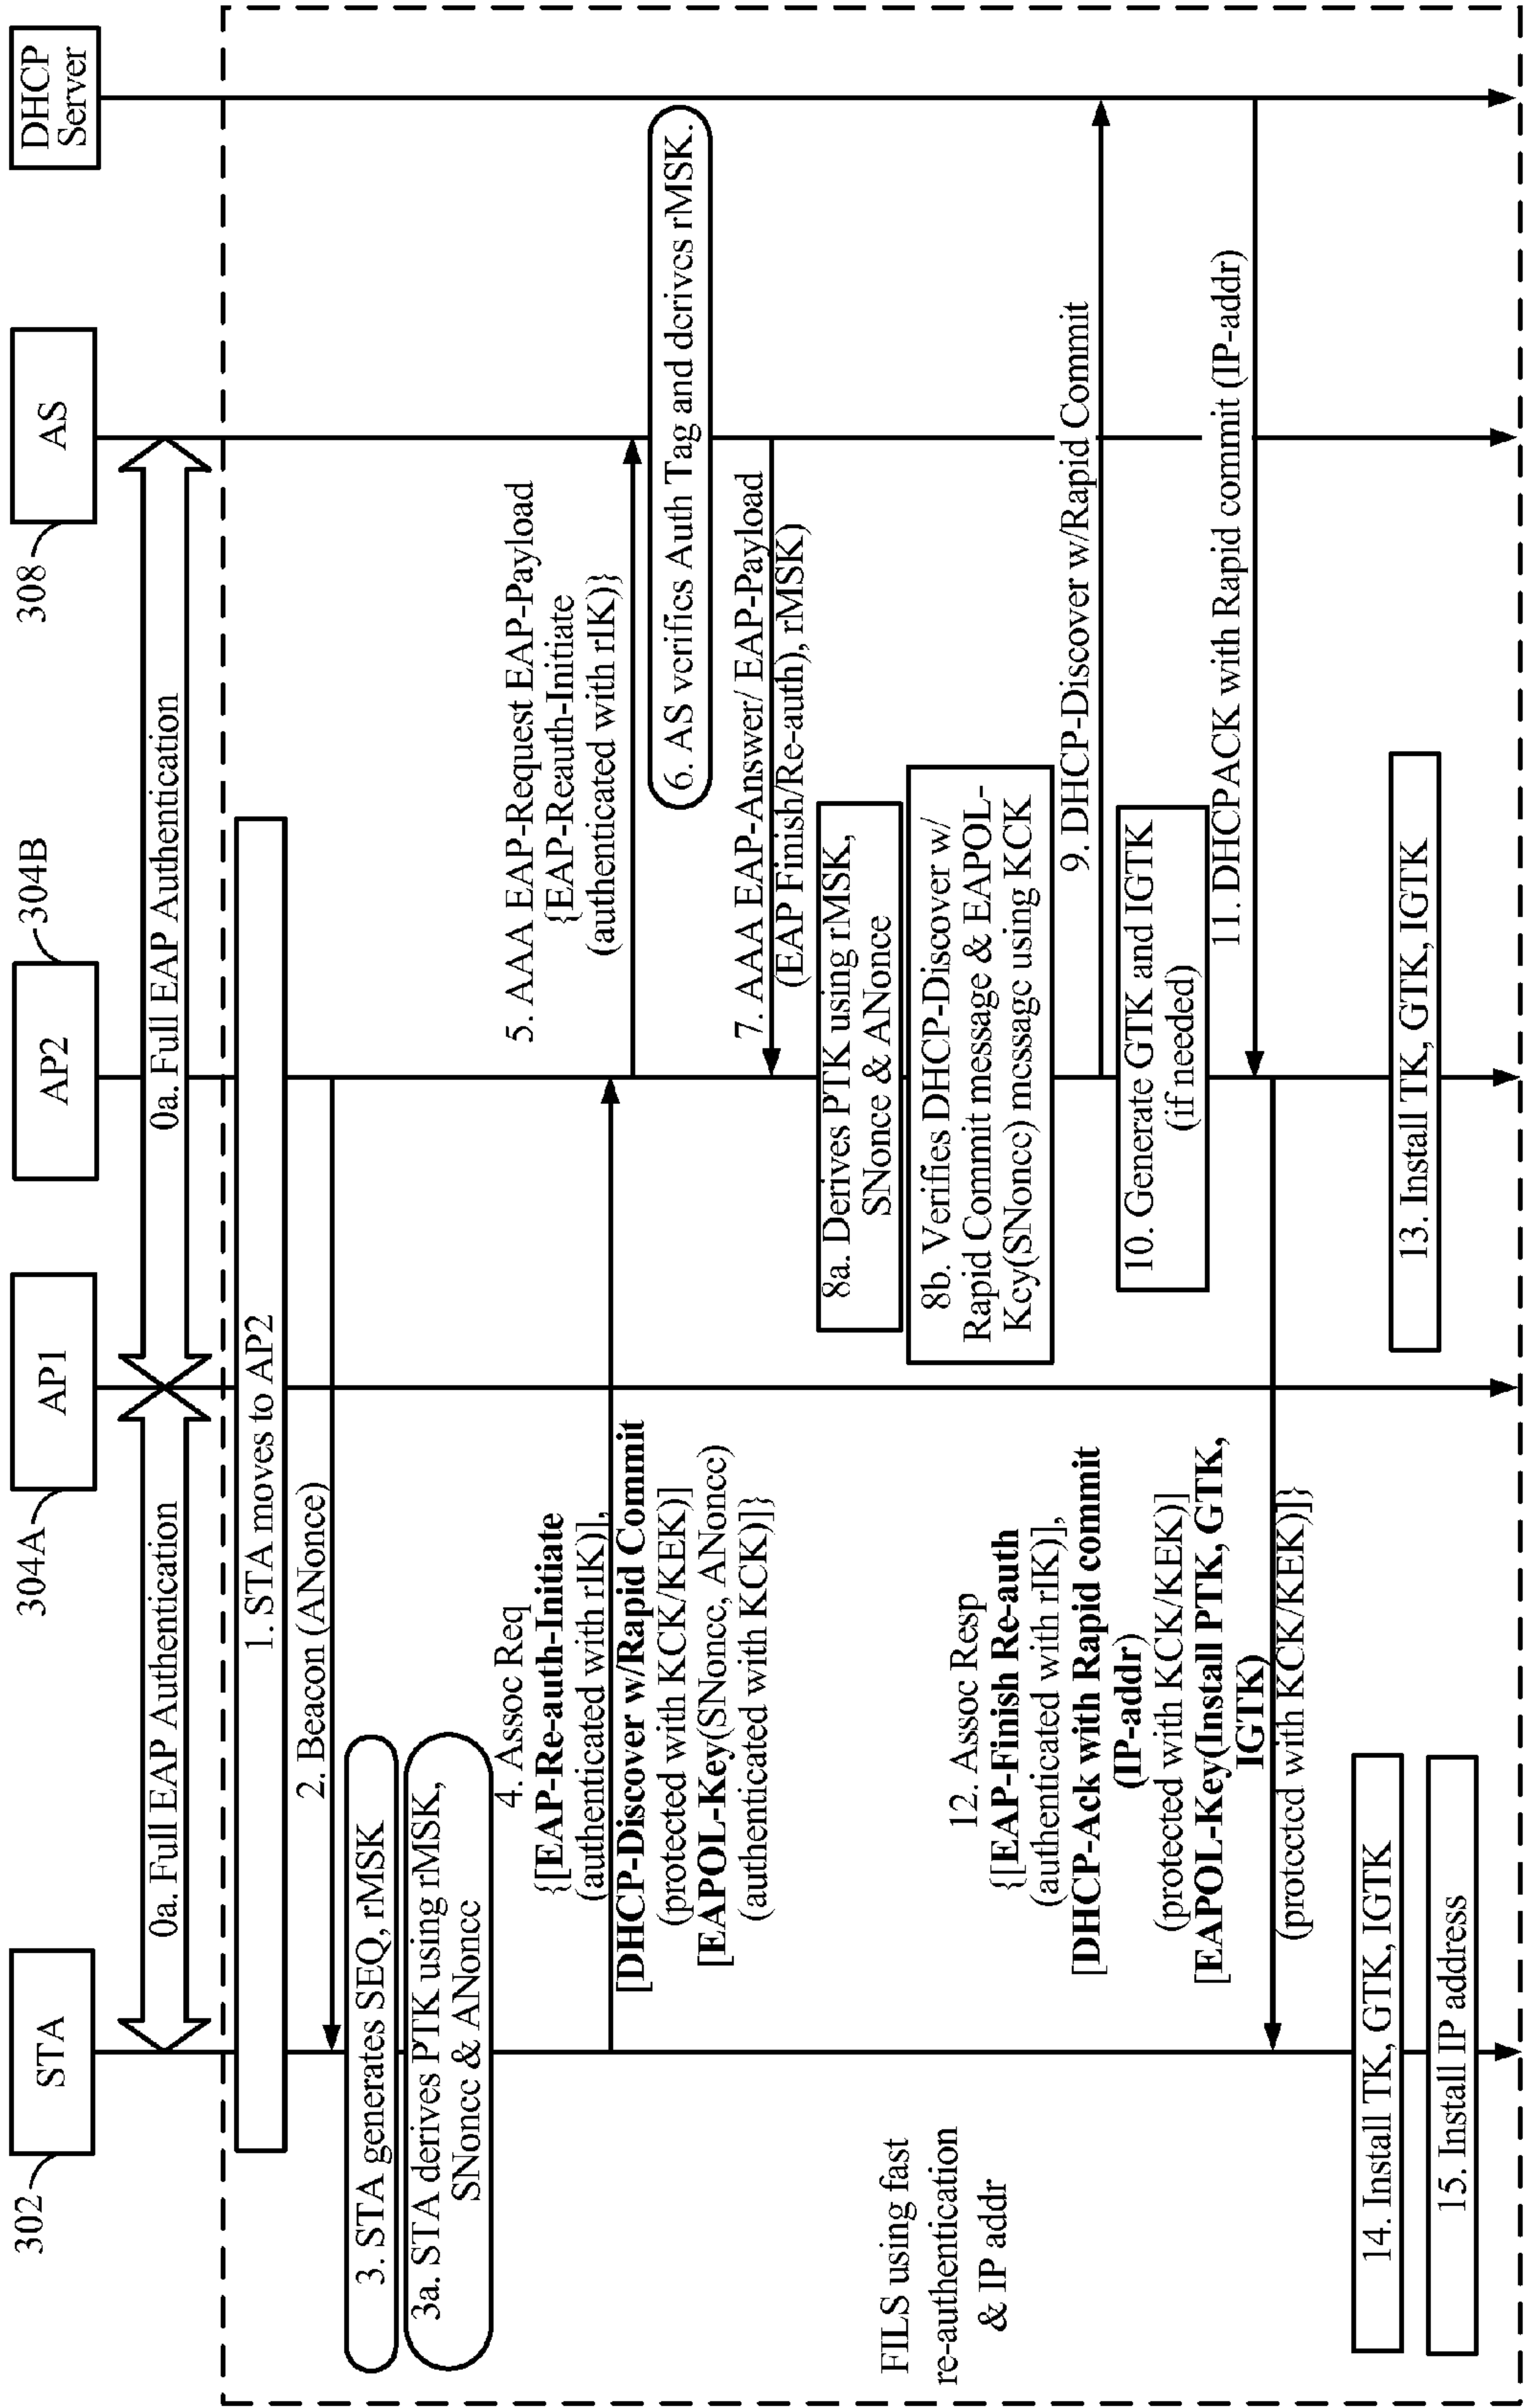 302
STA
304A
AP1
AP2
304B
308
AS
DHCP
Server
0a. Full EAP Authentication
0a. Full EAP Authentication
1.STA moves to AP2
2. Beacon (ANonce)
3. STA generates SEQ, rMSK
3a. STA derives PTK using rMSK,
SNonce & ANonce
4. Assoc Req
{[EAP-Re-auth-Initiate
(authenticated with rIK)],
[DHCP-Discover w/Rapid Commit
(protected with KCK/KEK)]
[EAPOL-Key(SNonce, ANonce)
(authenticated with KCK)]}
5. AAA EAP-Request EAP-Payload
{EAP-Reauth-Initiate
(authenticated with rIK)}
6. AS verifies Auth Tag and derives rMSK.
7. AAA EAP-Answer/ EAP-Payload
(EAP Finish/Re-auth), rMSK)
8a. Derives PTK using rMSK,
SNonce & ANonce
8b. Verifies DHCP-Discover w/
Rapid Commit message & EAPOL-
Key(SNonce) message using KCK
9. DHCP-Discover w/Rapid Commit
10. Generate GTK and IGTK
(if needed)
11. DHCPACK with Rapid commit (IP-addr)
12. Assoc Resp
{[EAP-Finish Re-auth
(authenticated with rIK)],
[DHCP-Ack with Rapid commit
(IP-addr)
(protected with KCK/KEK)]
[EAPOL-Key(Install PTK, GTK,
IGTK)
(protected with KCK/KEK)]}
FILS using fast
re-authentication
& IP addr
13. Install TK, GTK, IGTK
14. Install TK, GTK, IGTK
15. Install IP address